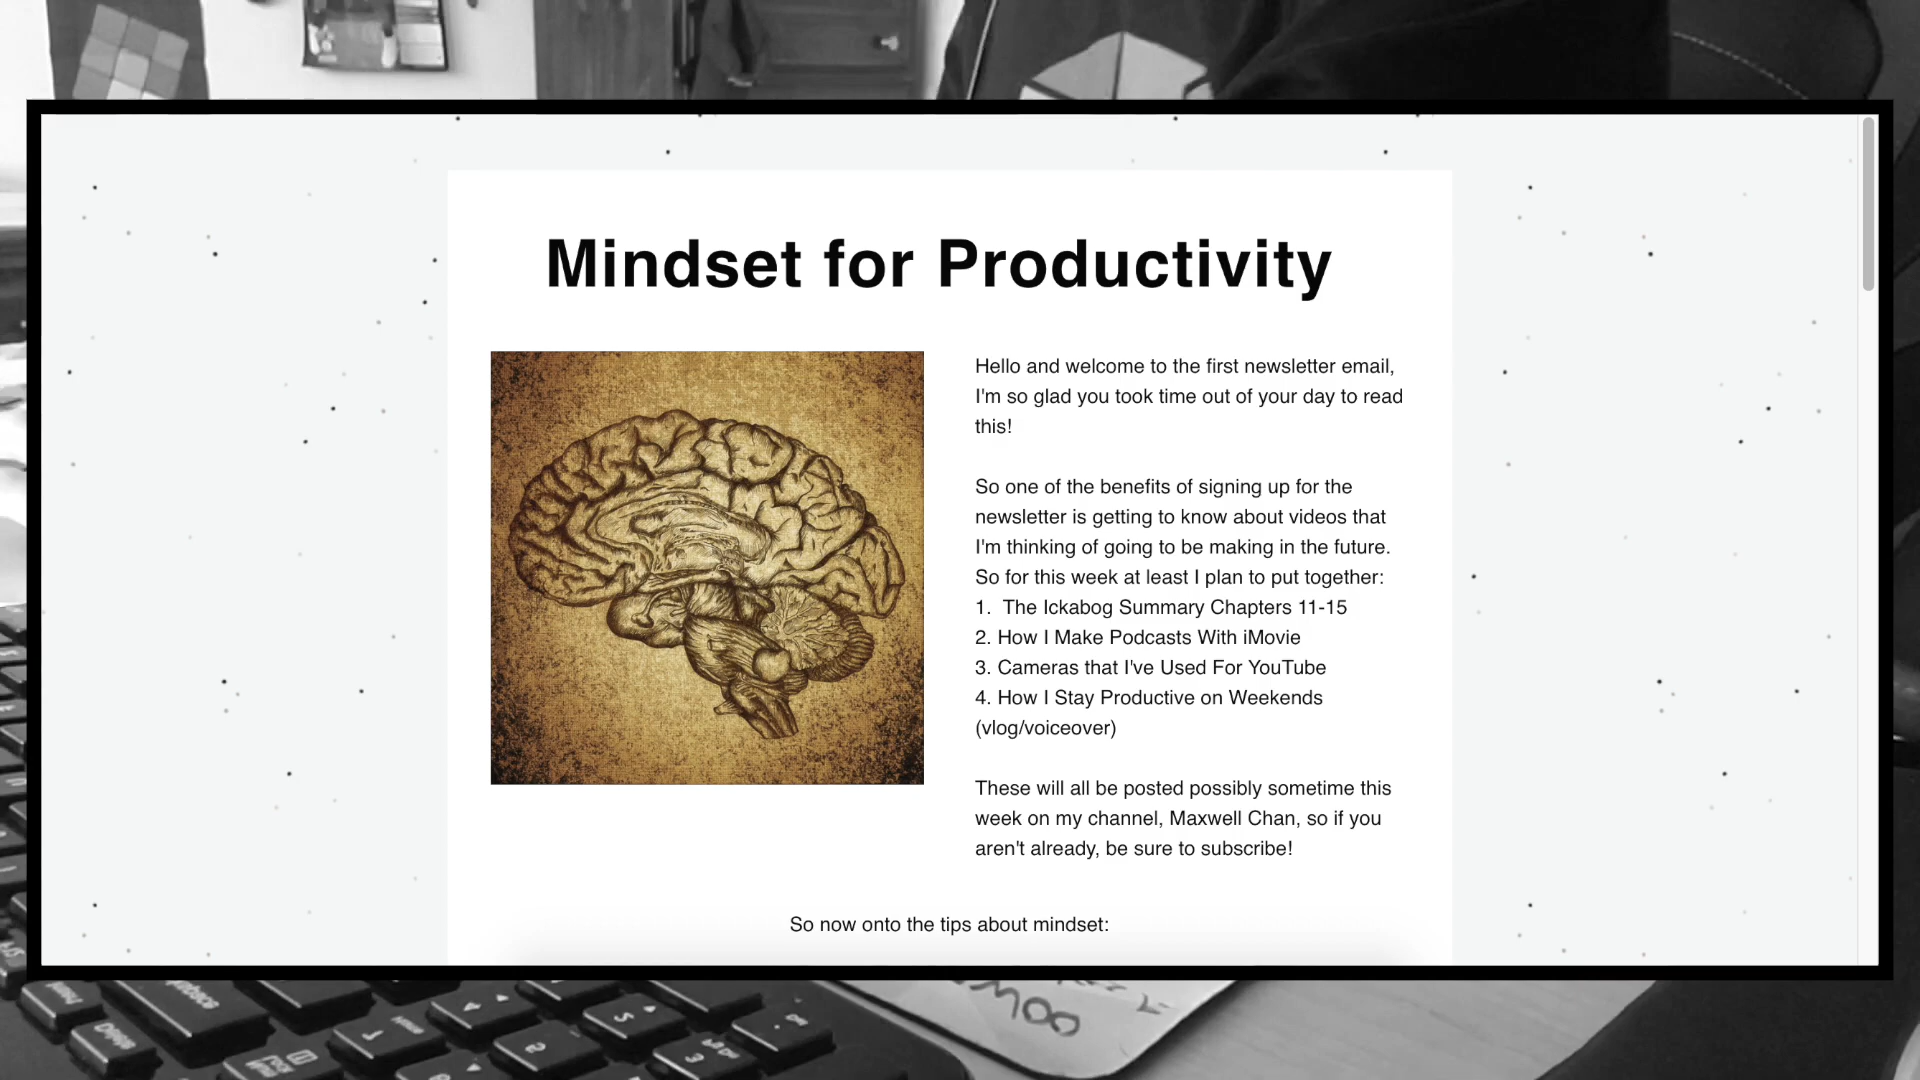 Mindset for Productivity
Hello and welcome to the first newsletter email,
I'm so glad you took time out of your day to read
this!
So one of the benefits of signing up for the
newsletter is getting to know about videos that
I'm thinking of going to be making in the future.
So for this week at least I plan to put together:
1.  The Ickabog Summary Chapters 11-15
2. How I Make Podcasts With iMovie
3. Cameras that I've Used For YouTube
4. How I Stay Productive on Weekends
(vlog/voiceover)
These will all be posted possibly sometime this
week on my channel, Maxwell Chan, so if you
aren't already, be sure to subscribe!
So now onto the tips about mindset: